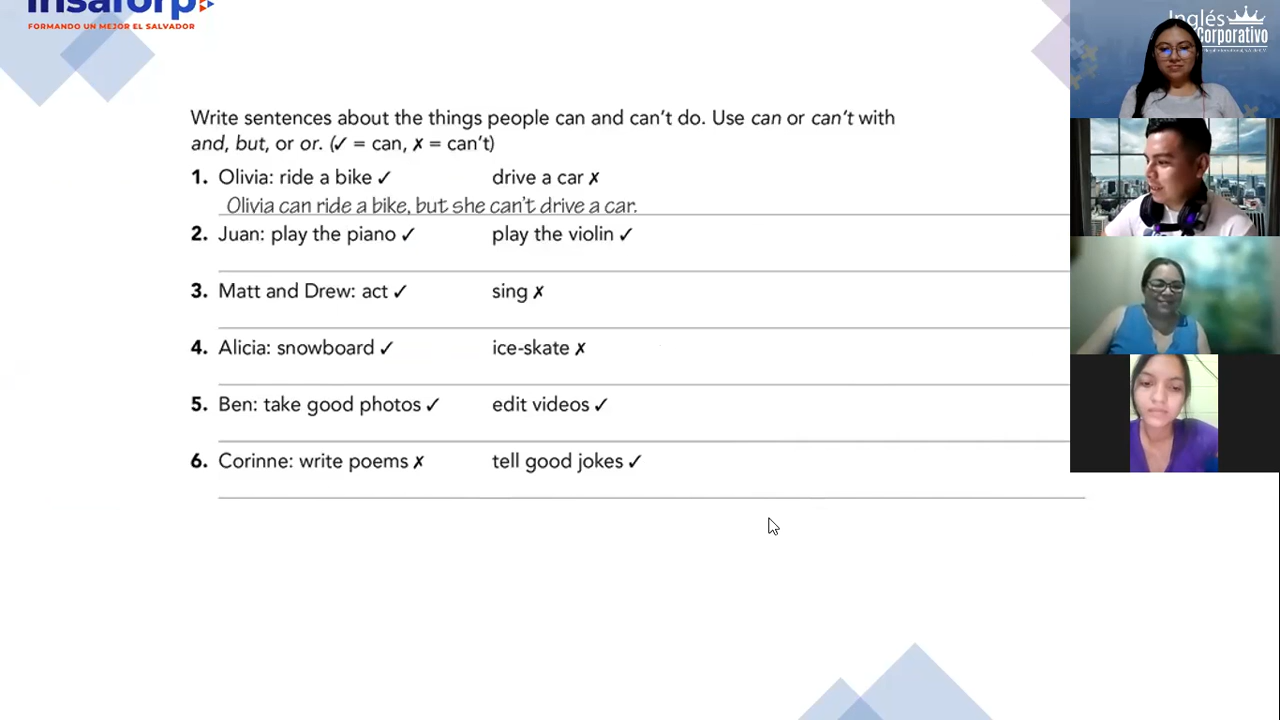 insaforp
FORMANDO UN MEJOR EL SALVADOR
Inglés
Corporativo
Write sentences about the things people can and can't do. Use can or can't with
and, but, or or. (✓ = can, ✗ = can't)
1. Olivia: ride a bike ✓ drive a car ✗
Olivia can ride a bike, but she can't drive a car.
2. Juan: play the piano ✓ play the violin ✓
3. Matt and Drew: act ✓ sing ✗
4. Alicia: snowboard ✓ ice-skate ✗
5. Ben: take good photos ✓ edit videos ✓
6. Corinne: write poems ✗ tell good jokes ✓